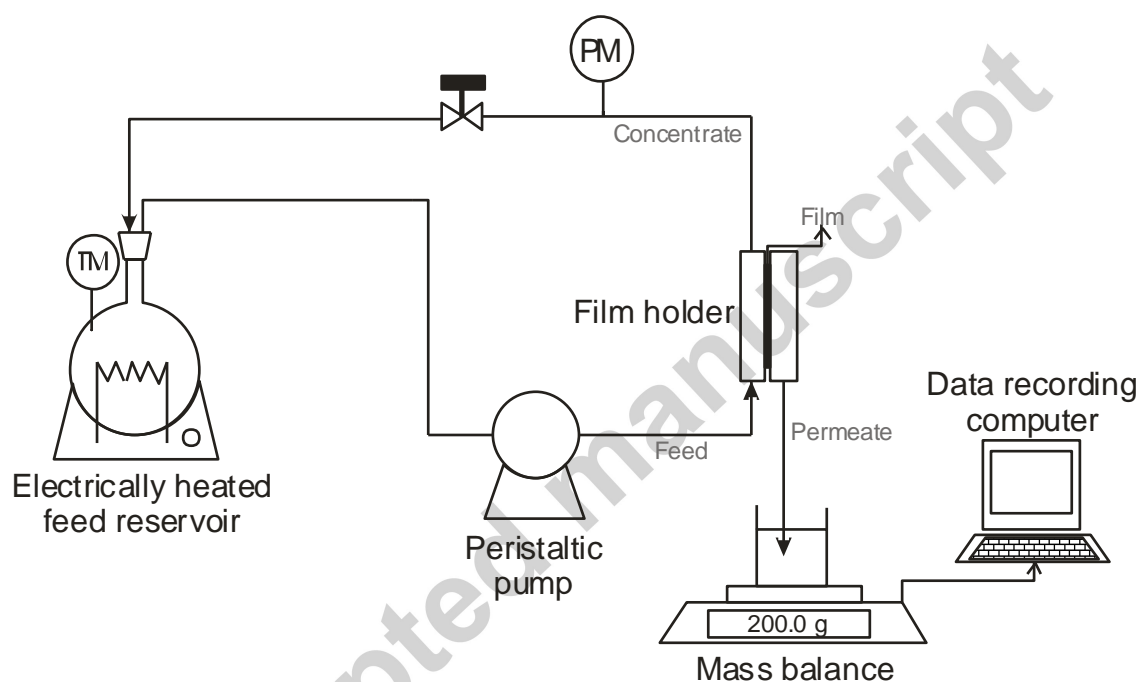 PM
Concentrate
Film
TM
Film holder
Data recording
computer
Permeate
Feed
Electrically heated
feed reservoir
Peristaltic
pump
200.0 g
Mass balance
pted manuscript